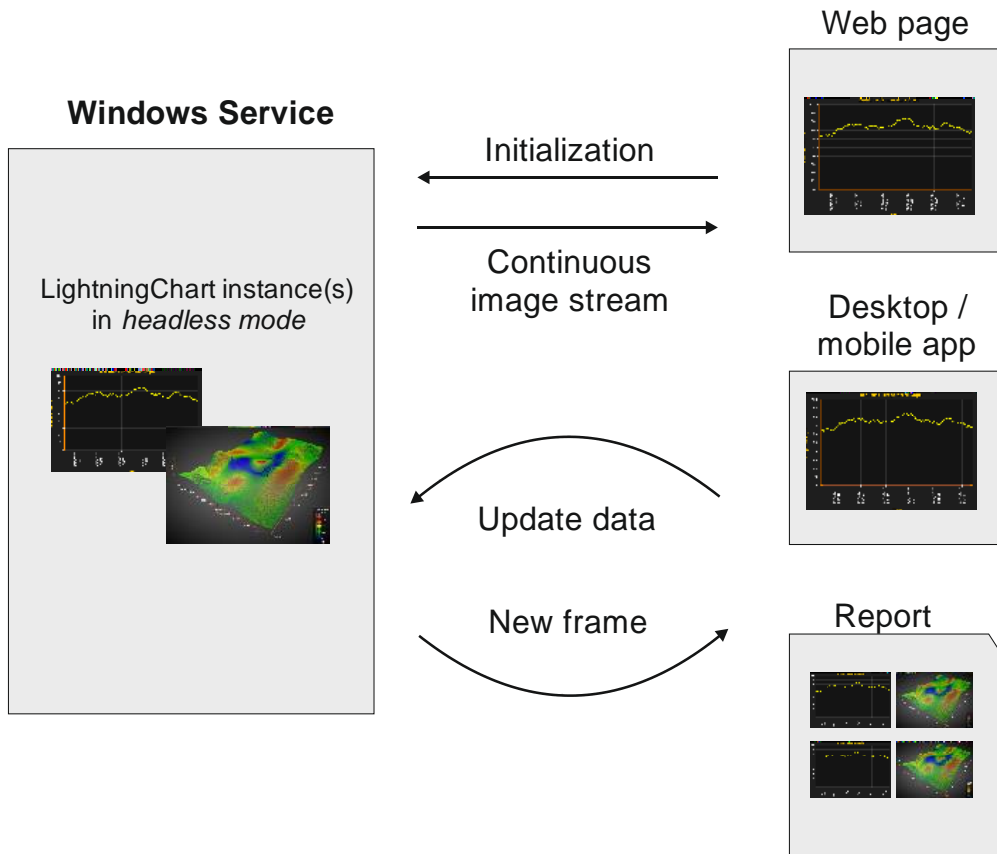 Web page
Windows Service
Initialization
Continuous
image stream
LightningChart instance(s)
in headless mode
Desktop /
mobile app
Update data
New frame
Report